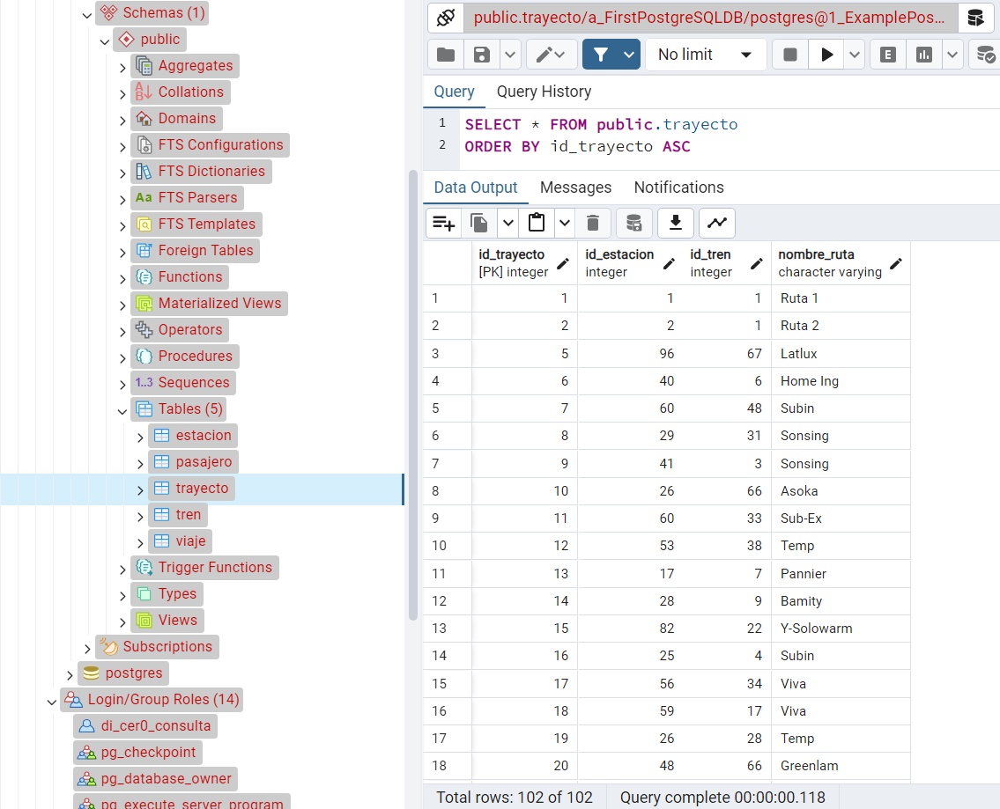 Schemas (1)
public
Aggregates
Collations
Domains
FTS Configurations
FTS Dictionaries
Aa FTS Parsers
FTS Templates
Foreign Tables
Functions
Materialized Views
Operators
Procedures
1..3 Sequences
Tables (5)
estacion
pasajero
trayecto
tren
viaje
Trigger Functions
Types
Views
Subscriptions
postgres
Login/Group Roles (14)
di_cer0_consulta
pg_checkpoint
pg_database_owner
pg_execute_server_program
public.trayecto/a_FirstPostgreSQLDB/postgres@1_ExamplePos...
No limit E
Query Query History
1 SELECT * FROM public.trayecto
2 ORDER BY id_trayecto ASC
Data Output Messages Notifications
id_trayecto id_estacion id_tren nombre_ruta
[PK] integer integer integer character varying
1 1 1 1 Ruta 1
2 2 2 1 Ruta 2
3 5 96 67 Latlux
4 6 40 6 Home Ing
5 7 60 48 Subin
6 8 29 31 Sonsing
7 9 41 3 Sonsing
8 10 26 66 Asoka
9 11 60 33 Sub-Ex
10 12 53 38 Temp
11 13 17 7 Pannier
12 14 28 9 Bamity
13 15 82 22 Y-Solowarm
14 16 25 4 Subin
15 17 56 34 Viva
16 18 59 17 Viva
17 19 26 28 Temp
18 20 48 66 Greenlam
Total rows: 102 of 102 Query complete 00:00:00.118